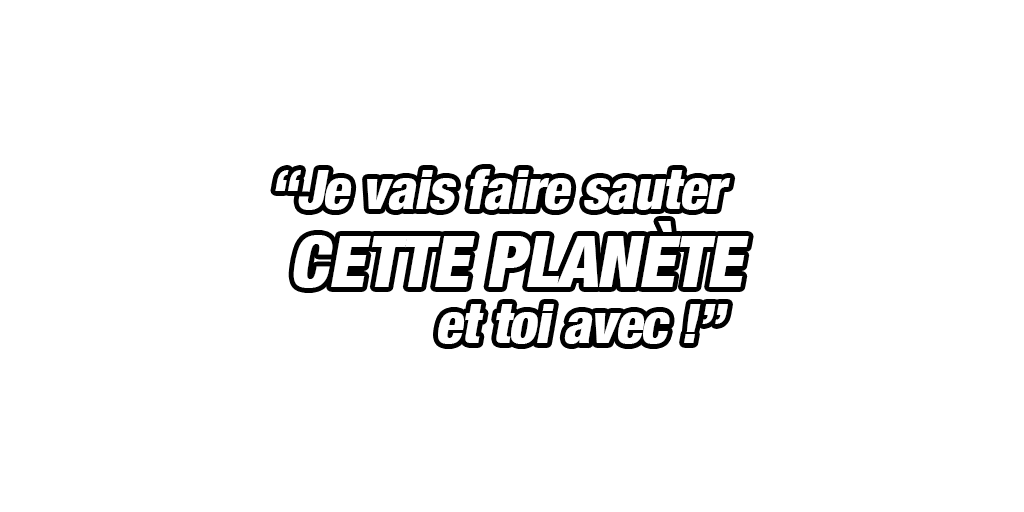 “Je vais faire sauter
CETTE PLANÈTE
et toi avec !”